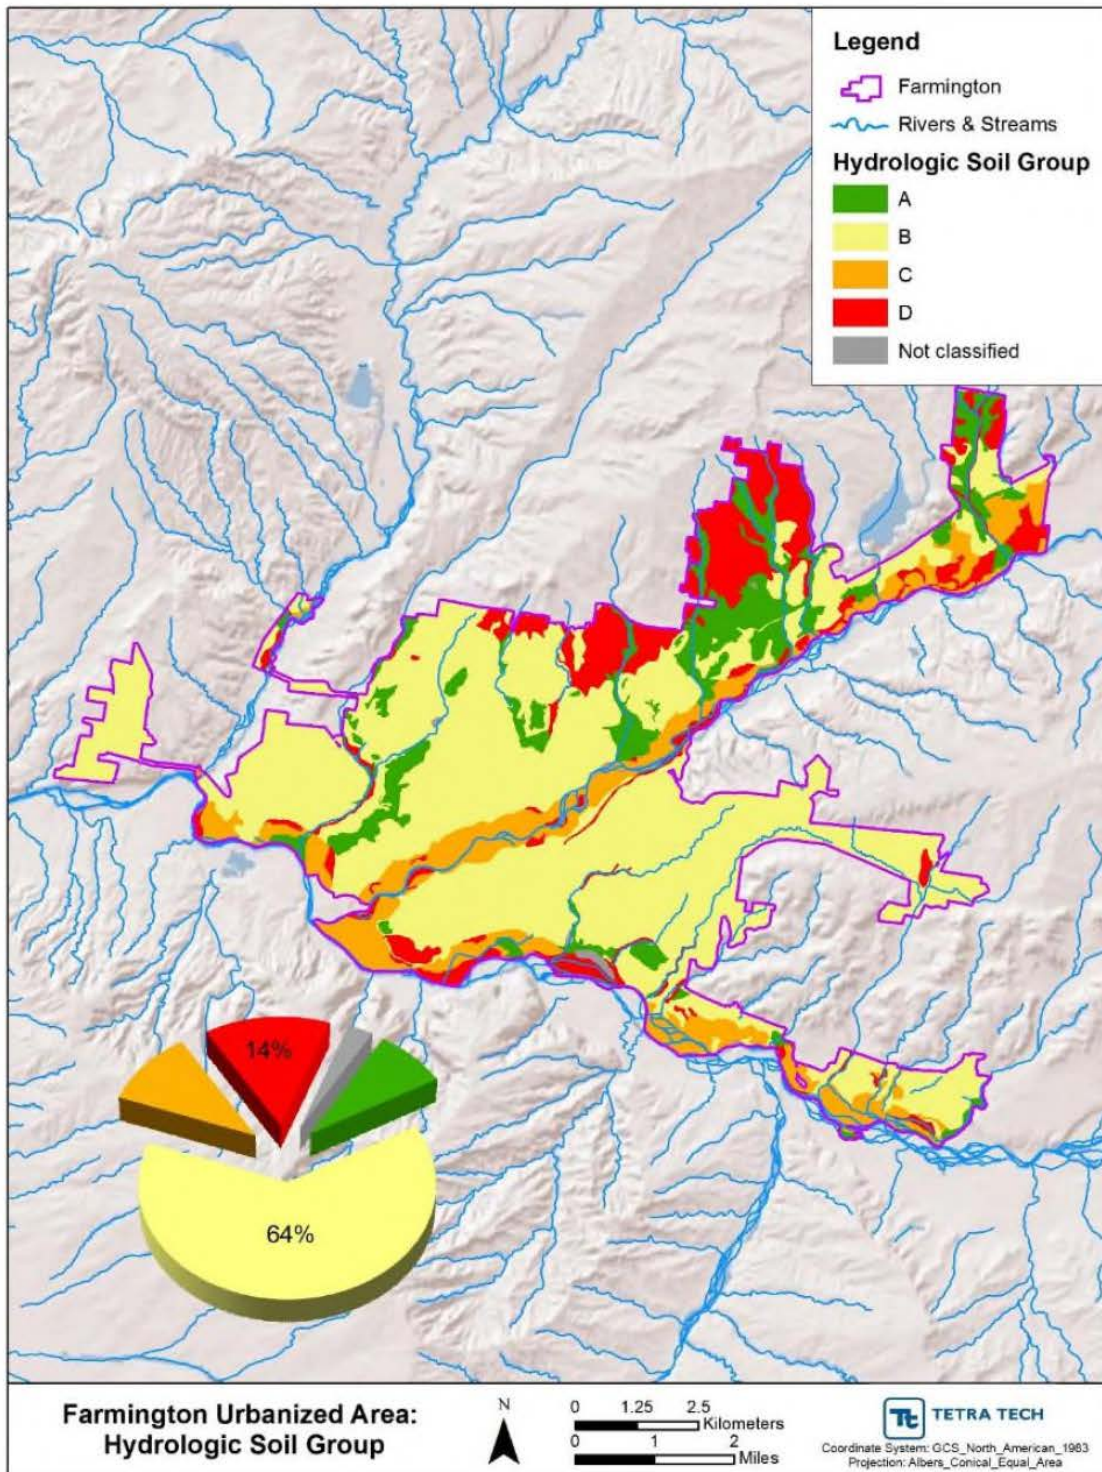 Legend
Farmington
Rivers & Streams
Hydrologic Soil Group
A
B
C
D
Not classified
14%
64%
Farmington Urbanized Area:
Hydrologic Soil Group
N
0 1.25 2.5
Kilometers
0 1 2
Miles
Tt TETRA TECH
Coordinate System: GCS_North_American_1983
Projection: Albers_Conical_Equal_Area